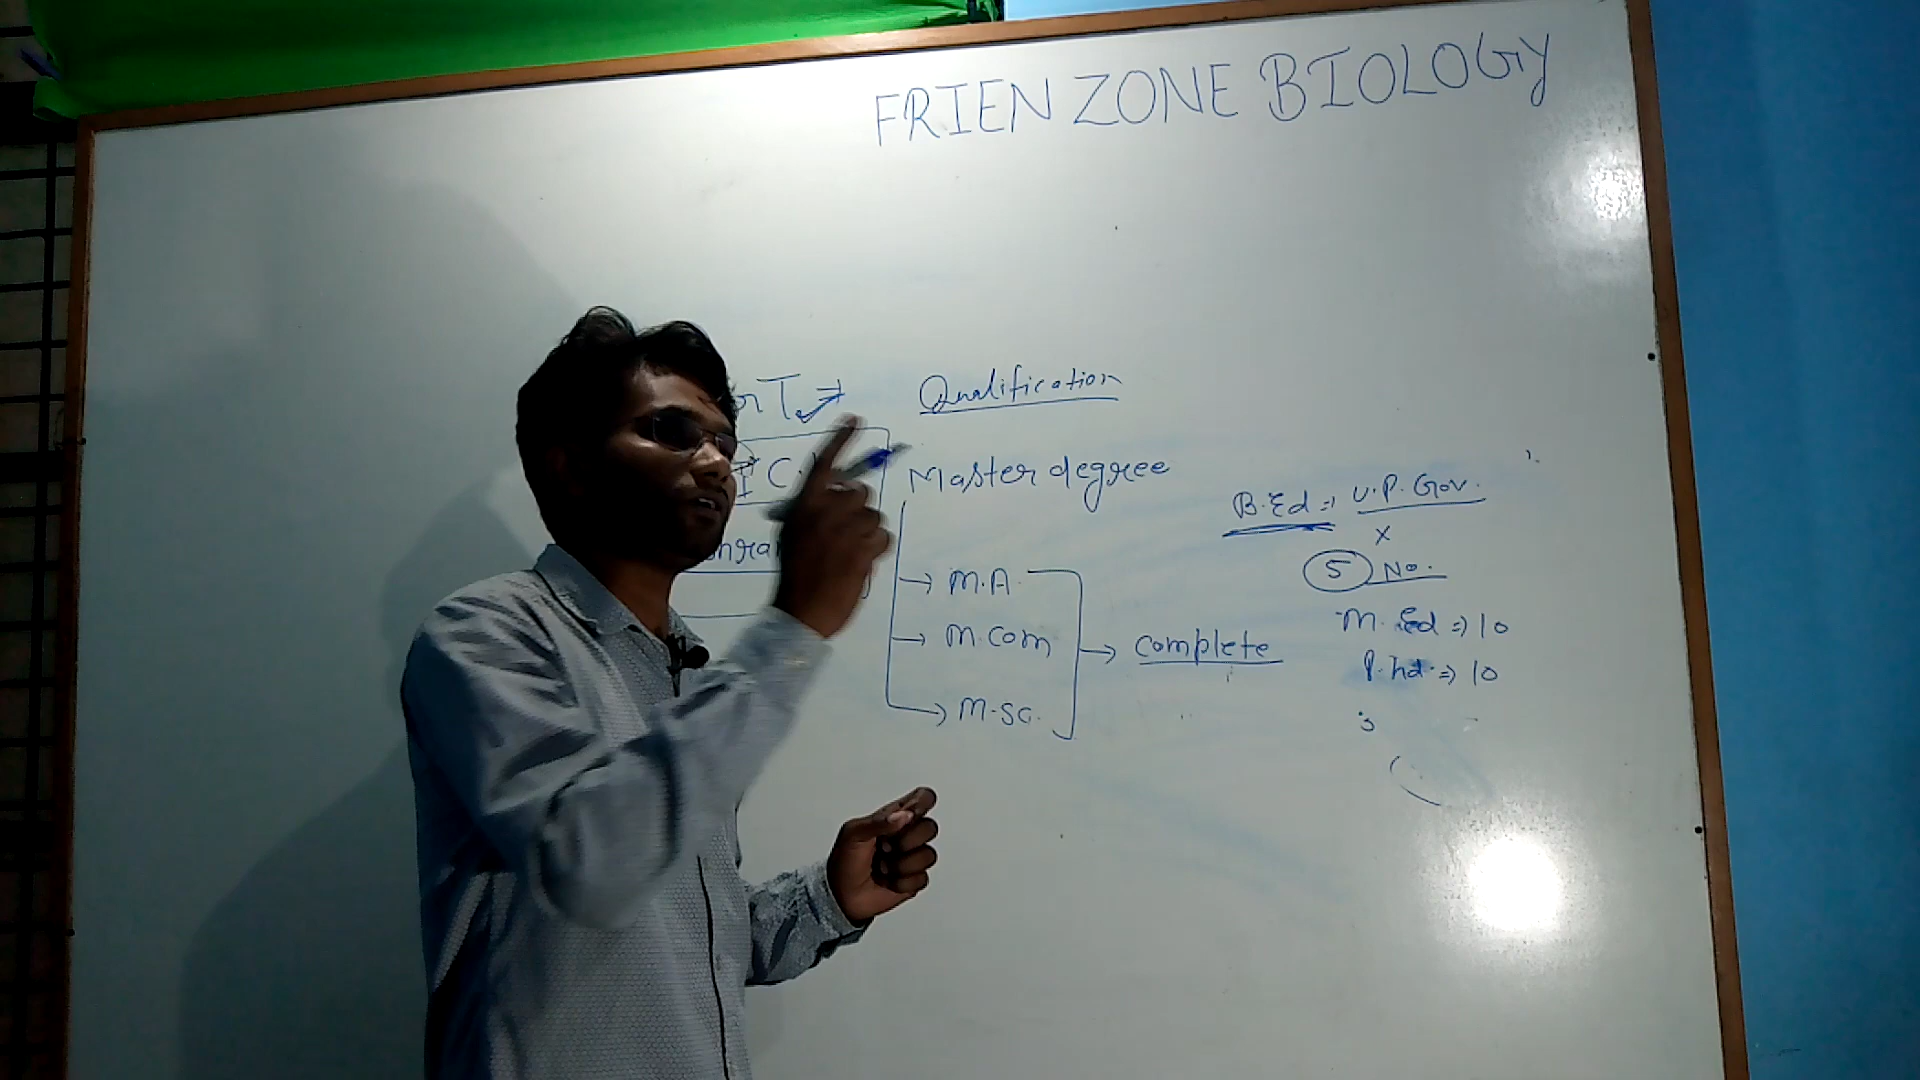 FRIEN ZONE BIOLOGY
Qualification
Master degree
M.A.
M.Com
M.Sc.
complete
B.Ed => U.P. Gov.
x
5 No.
M. Ed => 10
P.hd. => 10